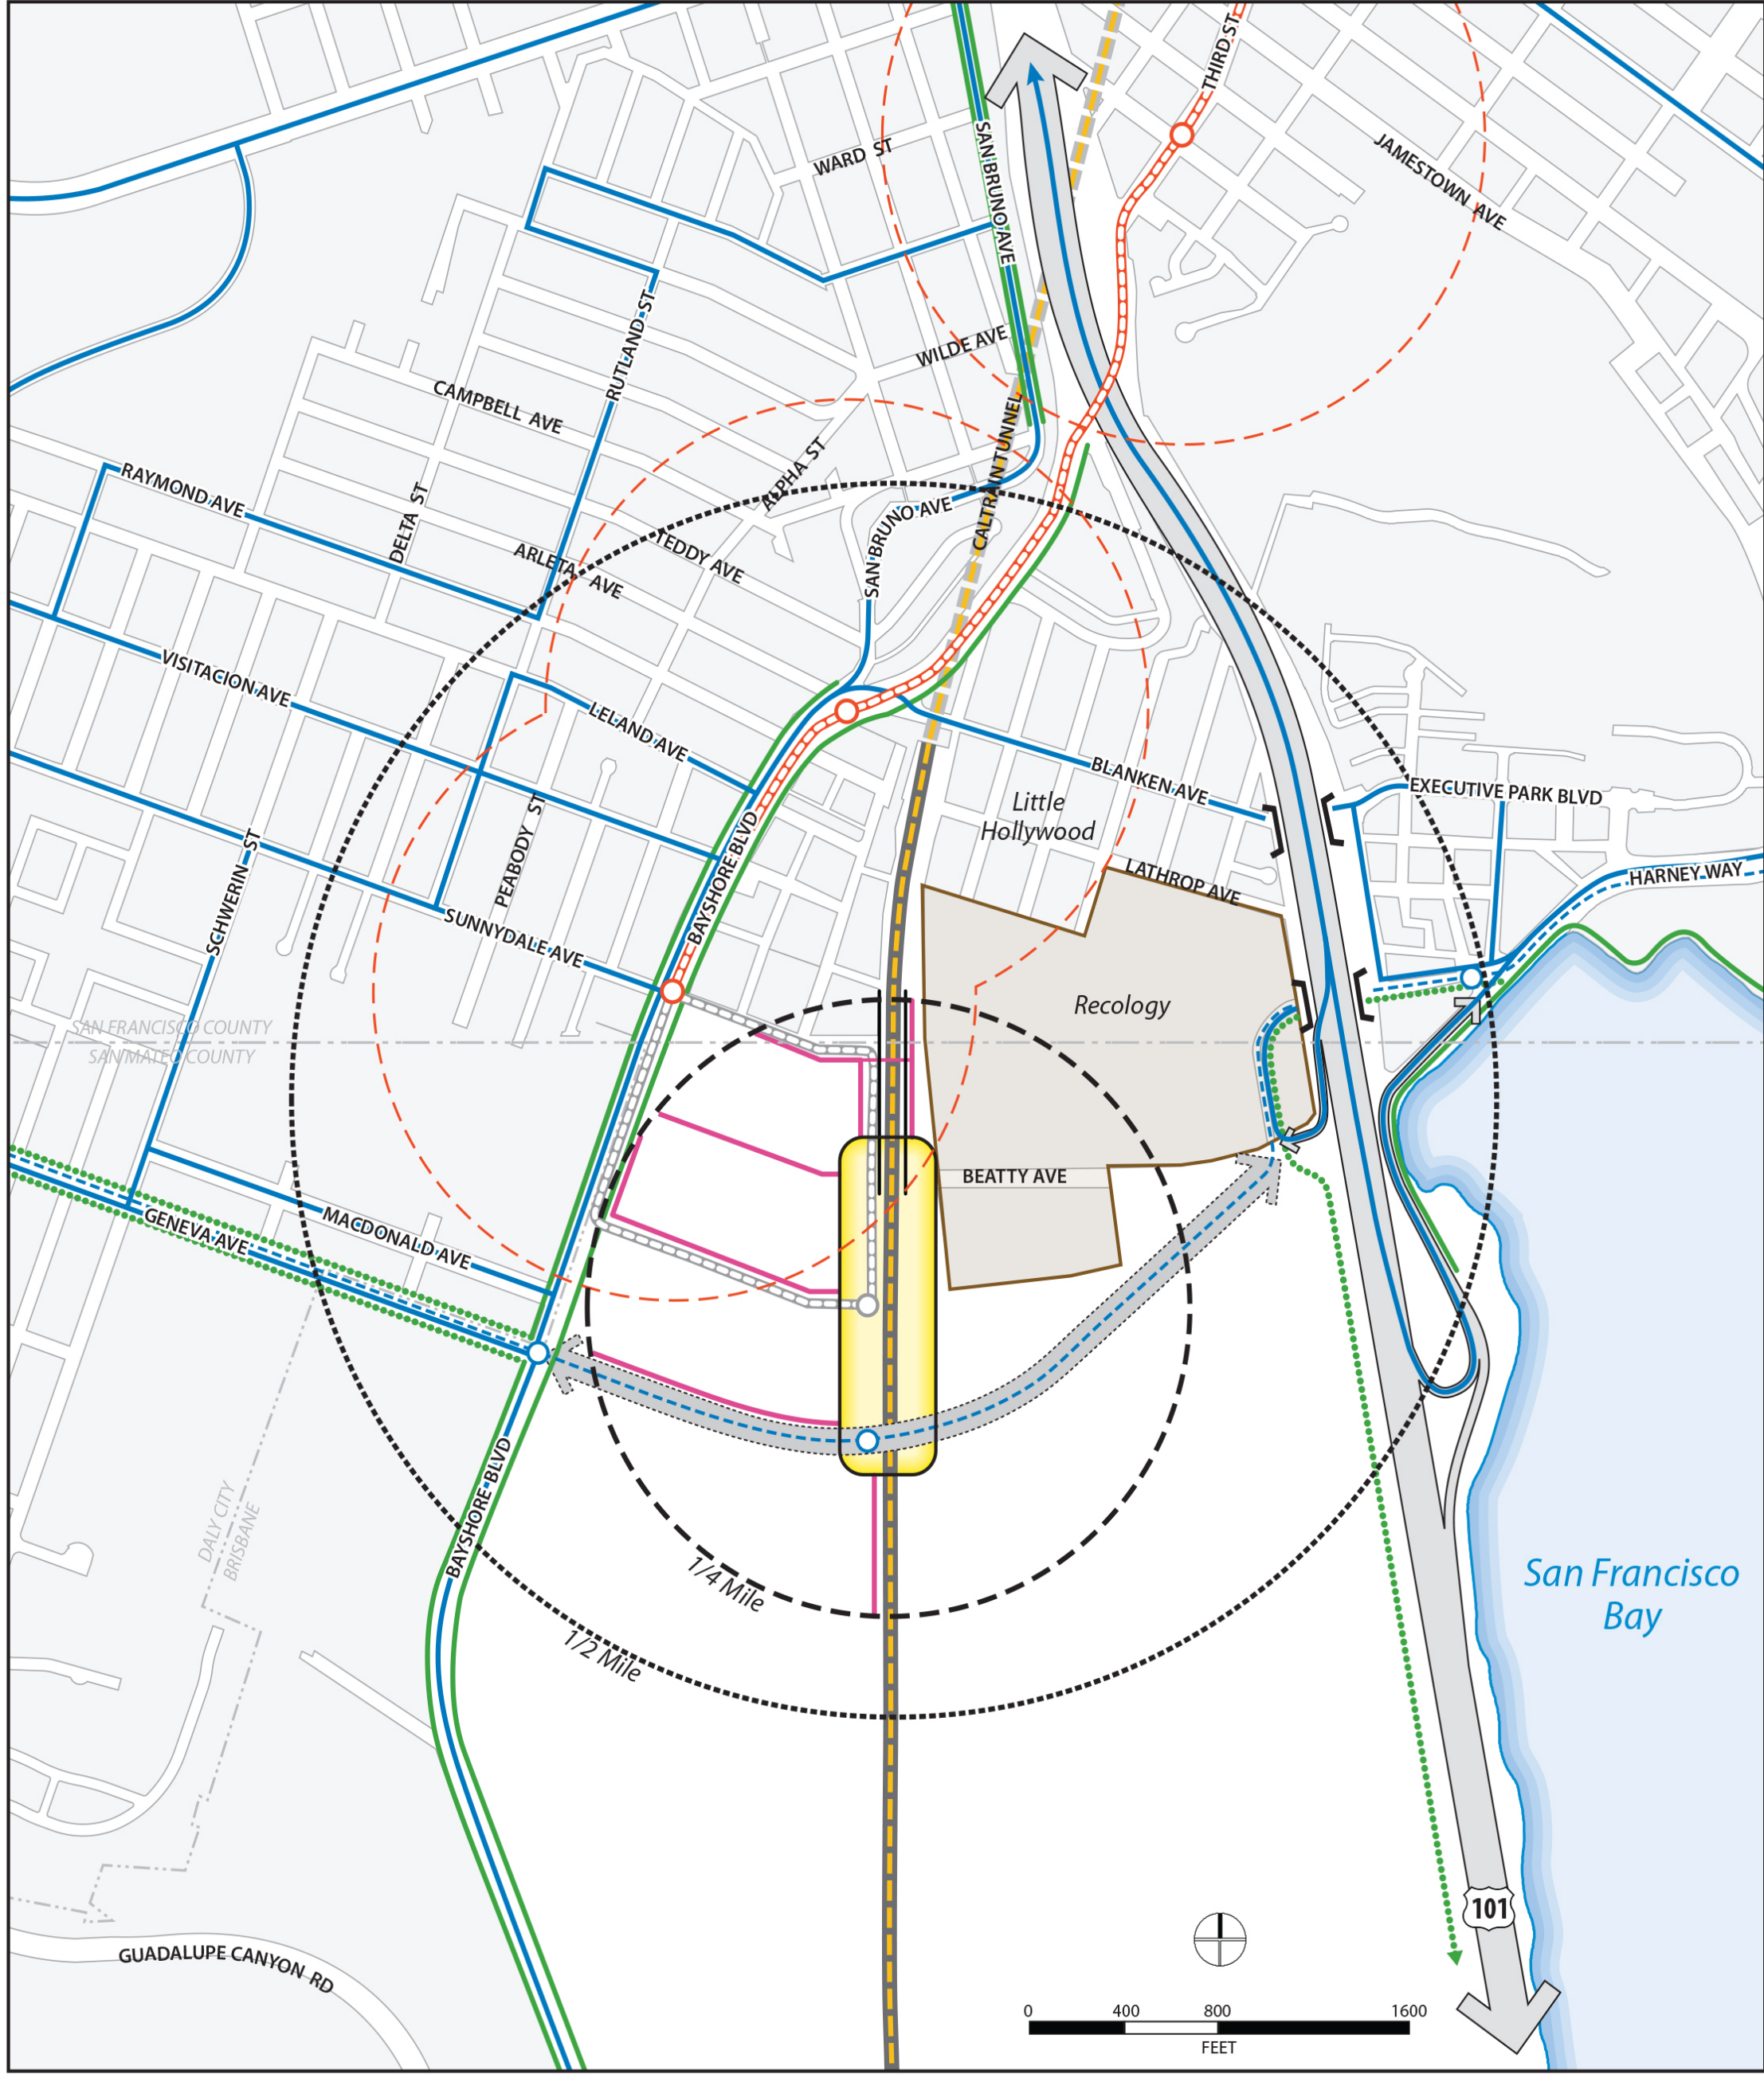 THIRD ST
SAN BRUNO AVE
WARD ST
JAMESTOWN AVE
RUTLAND ST
WILDE AVE
CAMPBELL AVE
CALTRAIN TUNNEL
ALPHA ST
RAYMOND AVE
DELTA ST
SAN BRUNO AVE
ARLETA AVE
TEDDY AVE
VISITACION AVE
LELAND AVE
BLANKEN AVE
EXECUTIVE PARK BLVD
Little
Hollywood
PEABODY ST
BAYSHORE BLVD
LATHROP AVE
HARNEY WAY
SCHWERIN ST
SUNNYDALE AVE
Recology
SAN FRANCISCO COUNTY
SAN MATEO COUNTY
BEATTY AVE
GENEVA AVE
MACDONALD AVE
BAYSHORE BLVD
DALY CITY
BRISBANE
1/4 Mile
1/2 Mile
San Francisco
Bay
101
GUADALUPE CANYON RD
0 400 800 1600
FEET